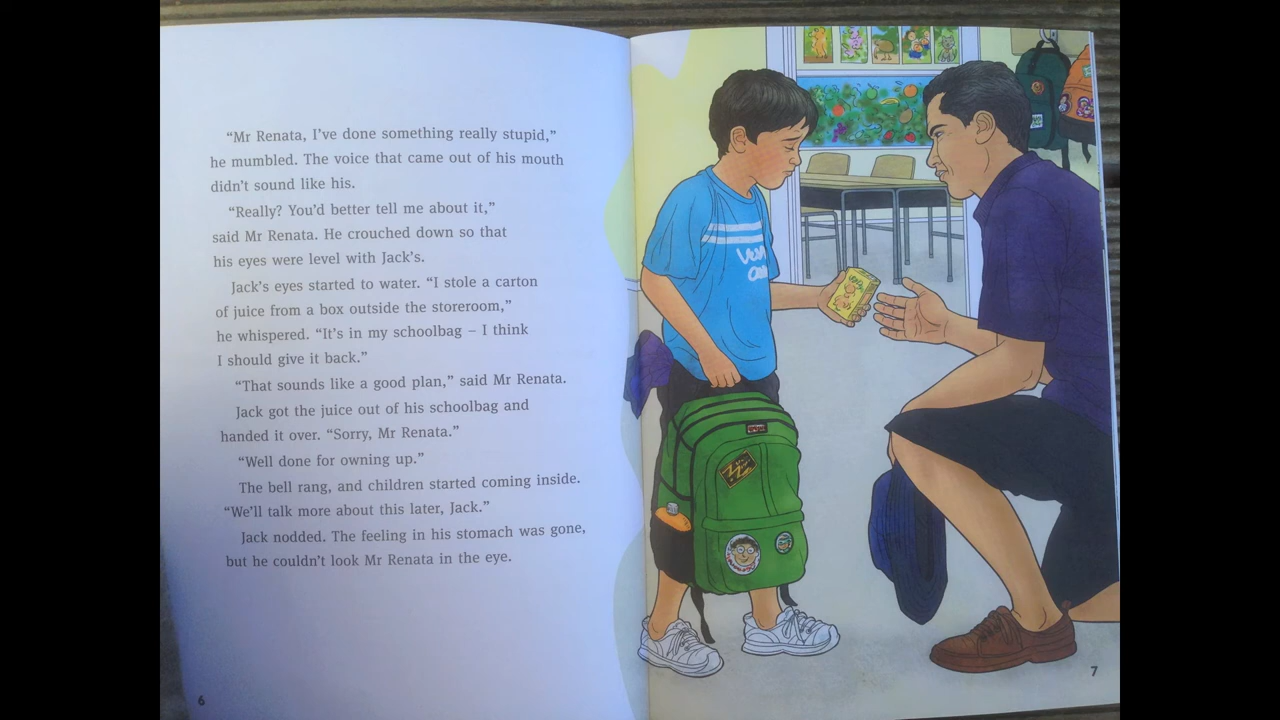 “Mr Renata, I’ve done something really stupid,”
he mumbled. The voice that came out of his mouth
didn’t sound like his.
“Really? You’d better tell me about it,”
said Mr Renata. He crouched down so that
his eyes were level with Jack’s.
Jack’s eyes started to water. “I stole a carton
of juice from a box outside the storeroom,”
he whispered. “It’s in my schoolbag – I think
I should give it back.”
“That sounds like a good plan,” said Mr Renata.
Jack got the juice out of his schoolbag and
handed it over. “Sorry, Mr Renata.”
“Well done for owning up.”
The bell rang, and children started coming inside.
“We’ll talk more about this later, Jack.”
Jack nodded. The feeling in his stomach was gone,
but he couldn’t look Mr Renata in the eye.
6
7